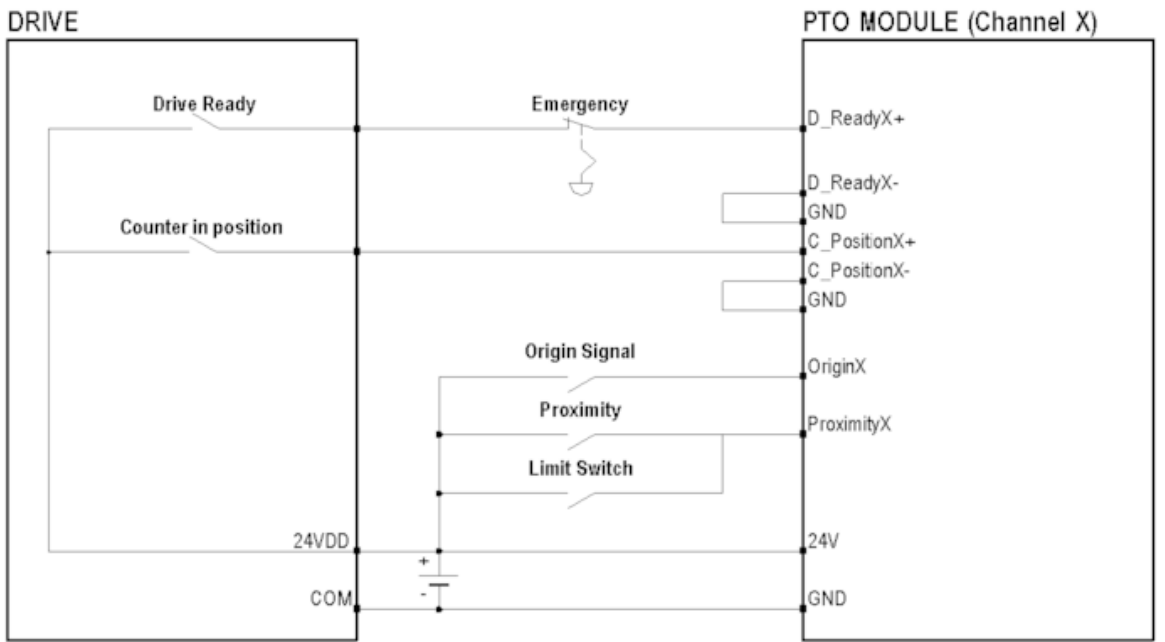 DRIVE
PTO MODULE (Channel X)
Drive Ready
Emergency
D_ReadyX+
D_ReadyX-
GND
Counter in position
C_PositionX+
C_PositionX-
GND
Origin Signal
OriginX
Proximity
ProximityX
Limit Switch
24VDD
24V
+
-
COM
GND